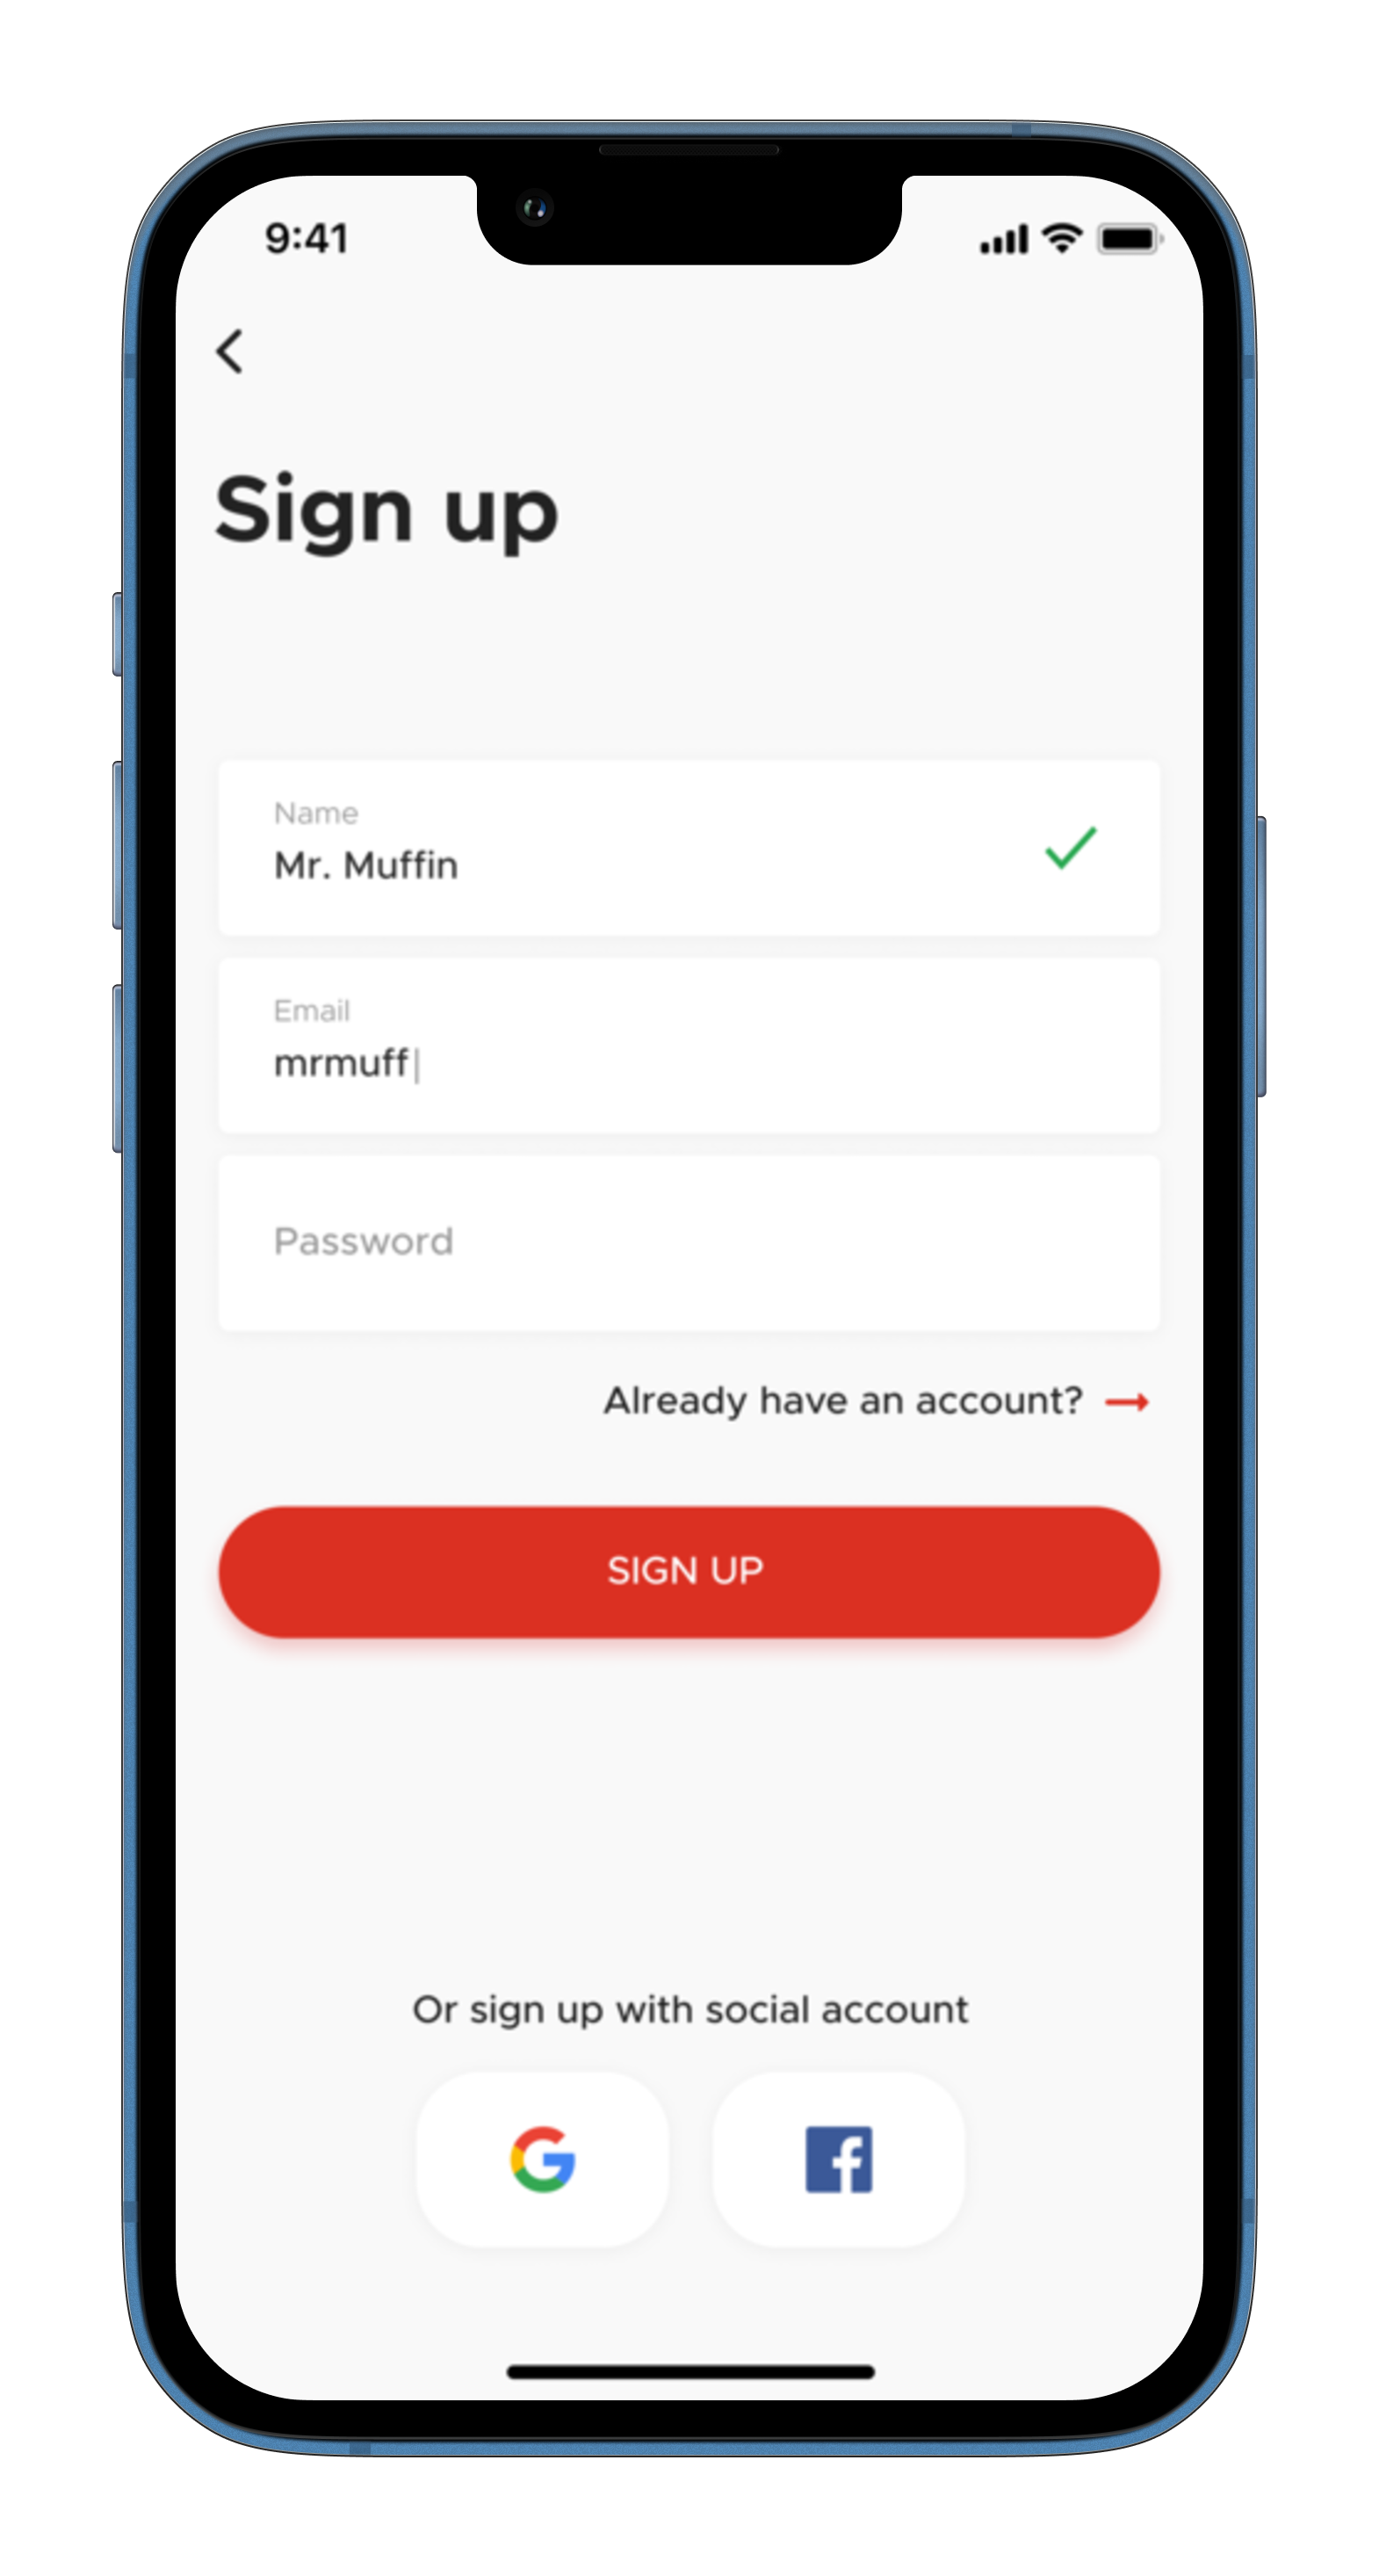 9:41
Sign up
Name
Mr. Muffin
Email
mrmuff
Password
Already have an account?
SIGN UP
Or sign up with social account